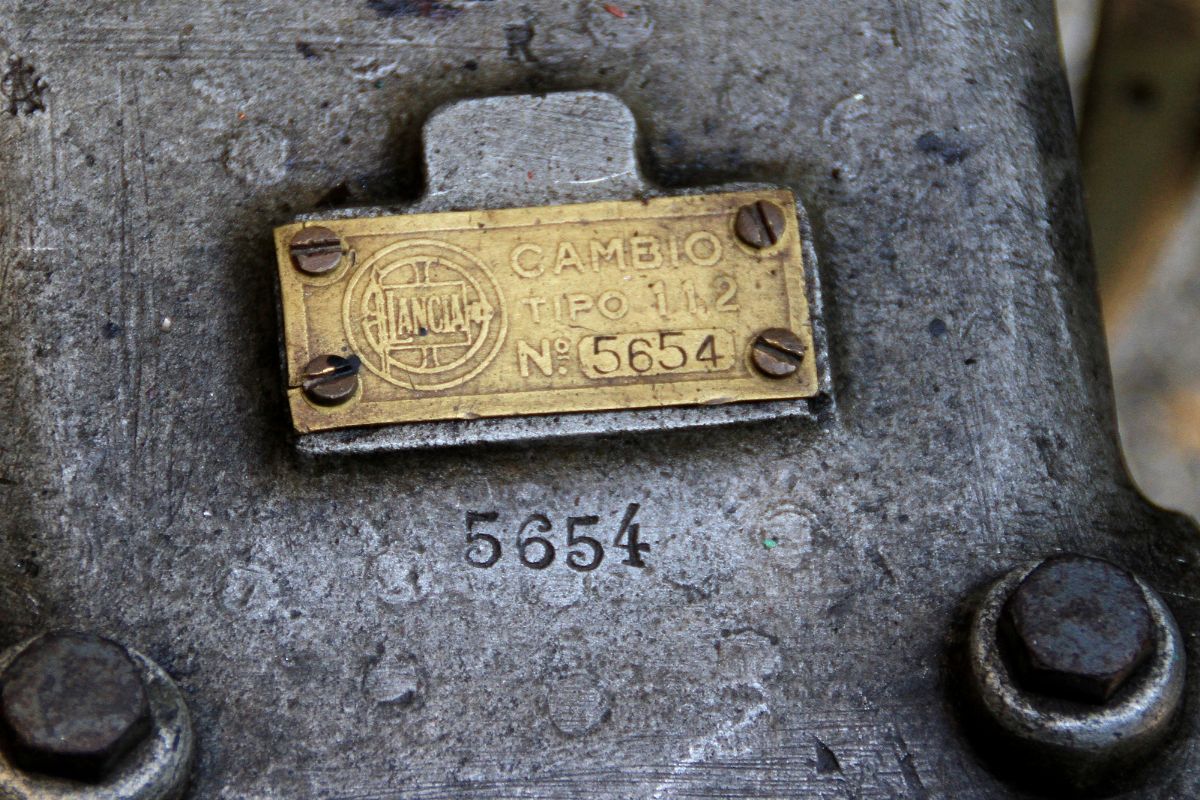 R
LANCIA
CAMBIO
TIPO 112
Nº 5654
5654